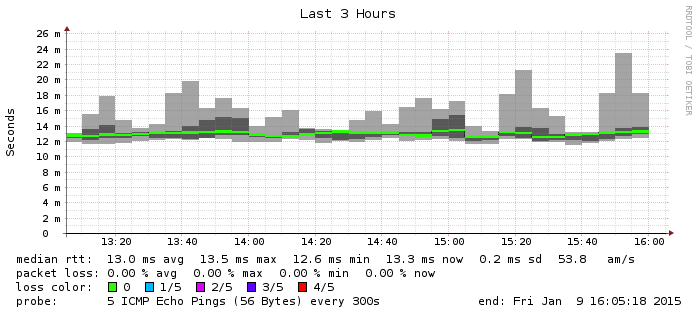 Last 3 Hours
RRDTOOL / TOBI OETIKER
Seconds
26 m
24 m
22 m
20 m
18 m
16 m
14 m
12 m
10 m
8 m
6 m
4 m
2 m
0
13:20 13:40 14:00 14:20 14:40 15:00 15:20 15:40 16:00
median rtt: 13.0 ms avg 13.5 ms max 12.6 ms min 13.3 ms now 0.2 ms sd 53.8 am/s
packet loss: 0.00 % avg 0.00 % max 0.00 % min 0.00 % now
loss color: 0 1/5 2/5 3/5 4/5
probe: 5 ICMP Echo Pings (56 Bytes) every 300s end: Fri Jan 9 16:05:18 2015